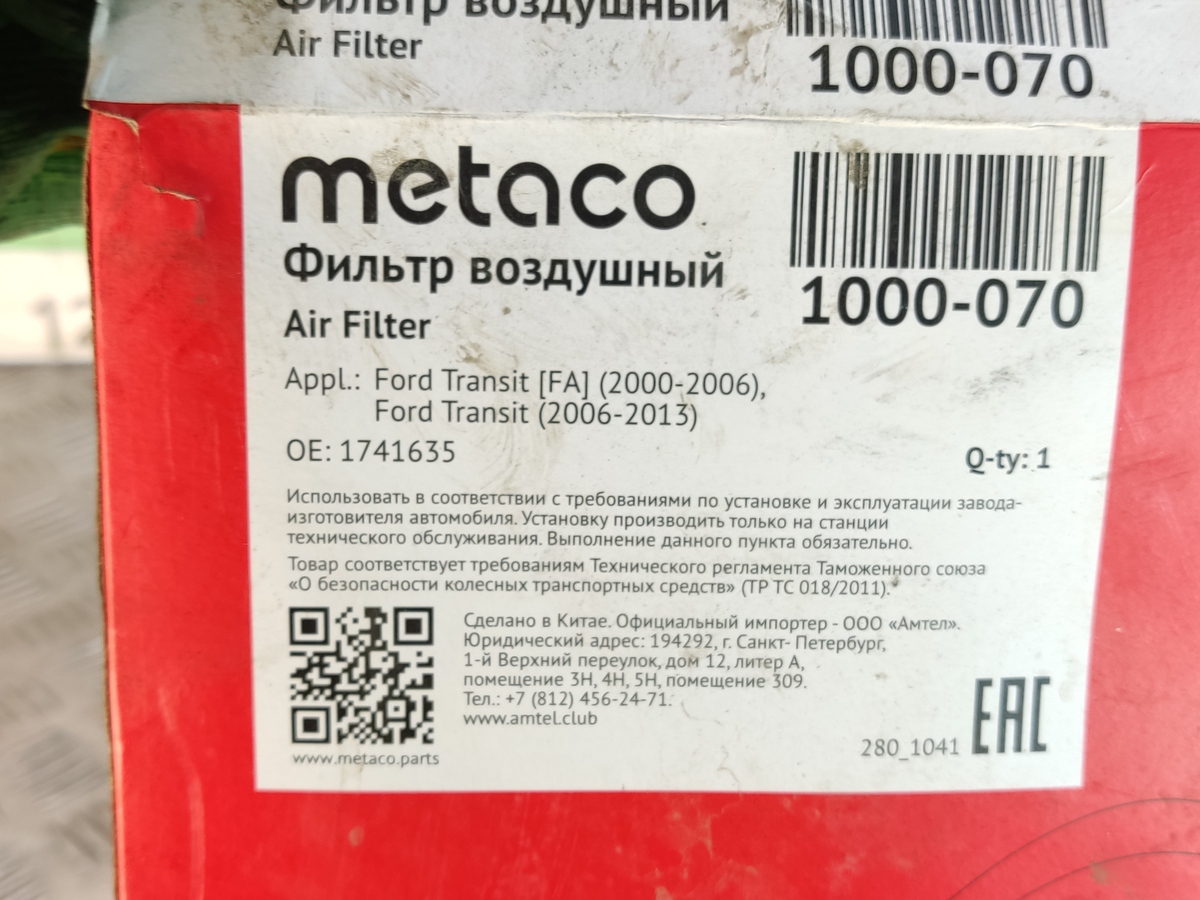 Фильтр воздушный
Air Filter
1000-070
metaco
Фильтр воздушный
Air Filter
1000-070
Appl.: Ford Transit [FA] (2000-2006),
Ford Transit (2006-2013)
OE: 1741635
Q-ty: 1
Использовать в соответствии с требованиями по установке и эксплуатации завода-
изготовителя автомобиля. Установку производить только на станции
технического обслуживания. Выполнение данного пункта обязательно.
Товар соответствует требованиям Технического регламента Таможенного союза
«О безопасности колесных транспортных средств» (ТР ТС 018/2011).
Сделано в Китае. Официальный импортер - ООО «Амтел».
Юридический адрес: 194292, г. Санкт- Петербург,
1-й Верхний переулок, дом 12, литер А,
помещение 3Н, 4Н, 5Н, помещение 309.
Тел.: +7 (812) 456-24-71.
www.amtel.club
www.metaco.parts
280_1041
EAC